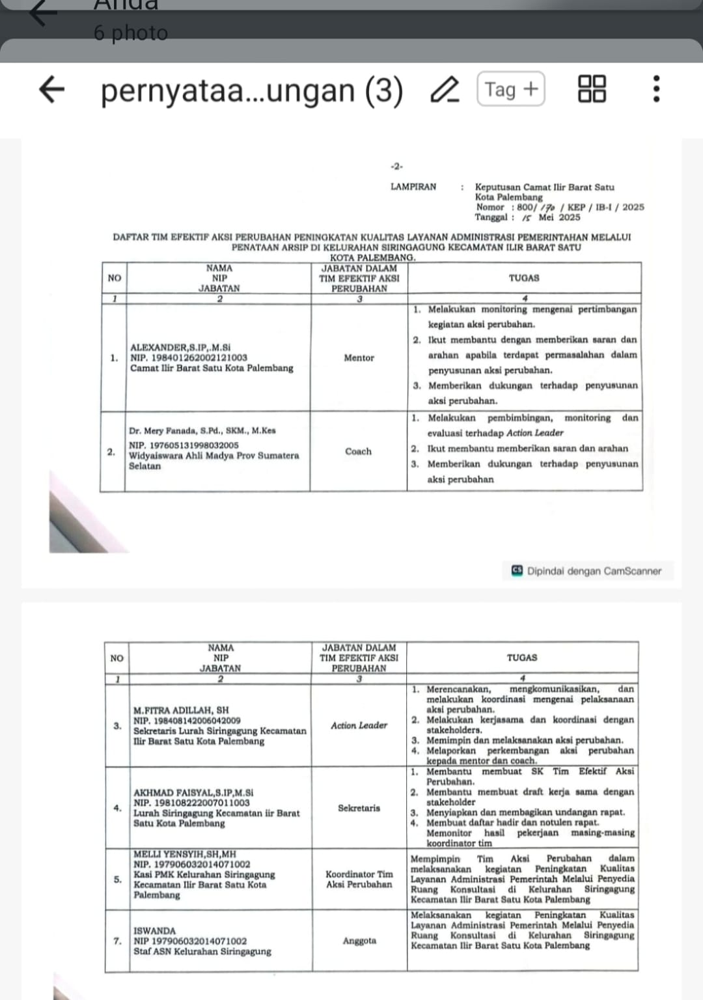 Anda
6 photo
pernyataa...ungan (3)
Tag +
-2-
LAMPIRAN : Keputusan Camat Ilir Barat Satu
Kota Palembang
Nomor : 800/ 170 / KEP / IB-I / 2025
Tanggal : 15 Mei 2025
DAFTAR TIM EFEKTIF AKSI PERUBAHAN PENINGKATAN KUALITAS LAYANAN ADMINISTRASI PEMERINTAHAN MELALUI
PENATAAN ARSIP DI KELURAHAN SIRINGAGUNG KECAMATAN ILIR BARAT SATU
KOTA PALEMBANG.
NO
NAMA
NIP
JABATAN
JABATAN DALAM
TIM EFEKTIF AKSI
PERUBAHAN
TUGAS
1 2 3 4
1.
ALEXANDER,S.IP,.M.Si
NIP. 198401262002121003
Camat Ilir Barat Satu Kota Palembang
Mentor
1. Melakukan monitoring mengenai pertimbangan
kegiatan aksi perubahan.
2. Ikut membantu dengan memberikan saran dan
arahan apabila terdapat permasalahan dalam
penyusunan aksi perubahan.
3. Memberikan dukungan terhadap penyusunan
aksi perubahan.
2.
Dr. Mery Fanada, S.Pd., SKM., M.Kes
NIP. 197605131998032005
Widyaiswara Ahli Madya Prov Sumatera
Selatan
Coach
1. Melakukan pembimbingan, monitoring dan
evaluasi terhadap Action Leader
2. Ikut membantu memberikan saran dan arahan
3. Memberikan dukungan terhadap penyusunan
aksi perubahan
CS Dipindai dengan CamScanner
NO
NAMA
NIP
JABATAN
JABATAN DALAM
TIM EFEKTIF AKSI
PERUBAHAN
TUGAS
1 2 3 4
3.
M.FITRA ADILLAH, SH
NIP. 198408142006042009
Sekretaris Lurah Siringagung Kecamatan
Ilir Barat Satu Kota Palembang
Action Leader
1. Merencanakan, mengkomunikasikan, dan
melakukan koordinasi mengenai pelaksanaan
aksi perubahan.
2. Melakukan kerjasama dan koordinasi dengan
stakeholders.
3. Memimpin dan melaksanakan aksi perubahan.
4. Melaporkan perkembangan aksi perubahan
kepada mentor dan coach.
4.
AKHMAD FAISYAL,S.IP,M.Si
NIP. 198108222007011003
Lurah Siringagung Kecamatan iir Barat
Satu Kota Palembang
Sekretaris
1. Membantu membuat SK Tim Efektif Aksi
Perubahan.
2. Membantu membuat draft kerja sama dengan
stakeholder
3. Menyiapkan dan membagikan undangan rapat.
4. Membuat daftar hadir dan notulen rapat.
Memonitor hasil pekerjaan masing-masing
koordinator tim
5.
MELLI YENSYIH,SH,MH
NIP. 197906032014071002
Kasi PMK Kelurahan Siringagung
Kecamatan Ilir Barat Satu Kota
Palembang
Koordinator Tim
Aksi Perubahan
Mempimpin Tim Aksi Perubahan dalam
melaksanakan kegiatan Peningkatan Kualitas
Layanan Administrasi Pemerintah Melalui Penyedia
Ruang Konsultasi di Kelurahan Siringagung
Kecamatan Ilir Barat Satu Kota Palembang
7.
ISWANDA
NIP 197906032014071002
Staf ASN Kelurahan Siringagung
Anggota
Melaksanakan kegiatan Peningkatan Kualitas
Layanan Administrasi Pemerintah Melalui Penyedia
Ruang Konsultasi di Kelurahan Siringagung
Kecamatan Ilir Barat Satu Kota Palembang